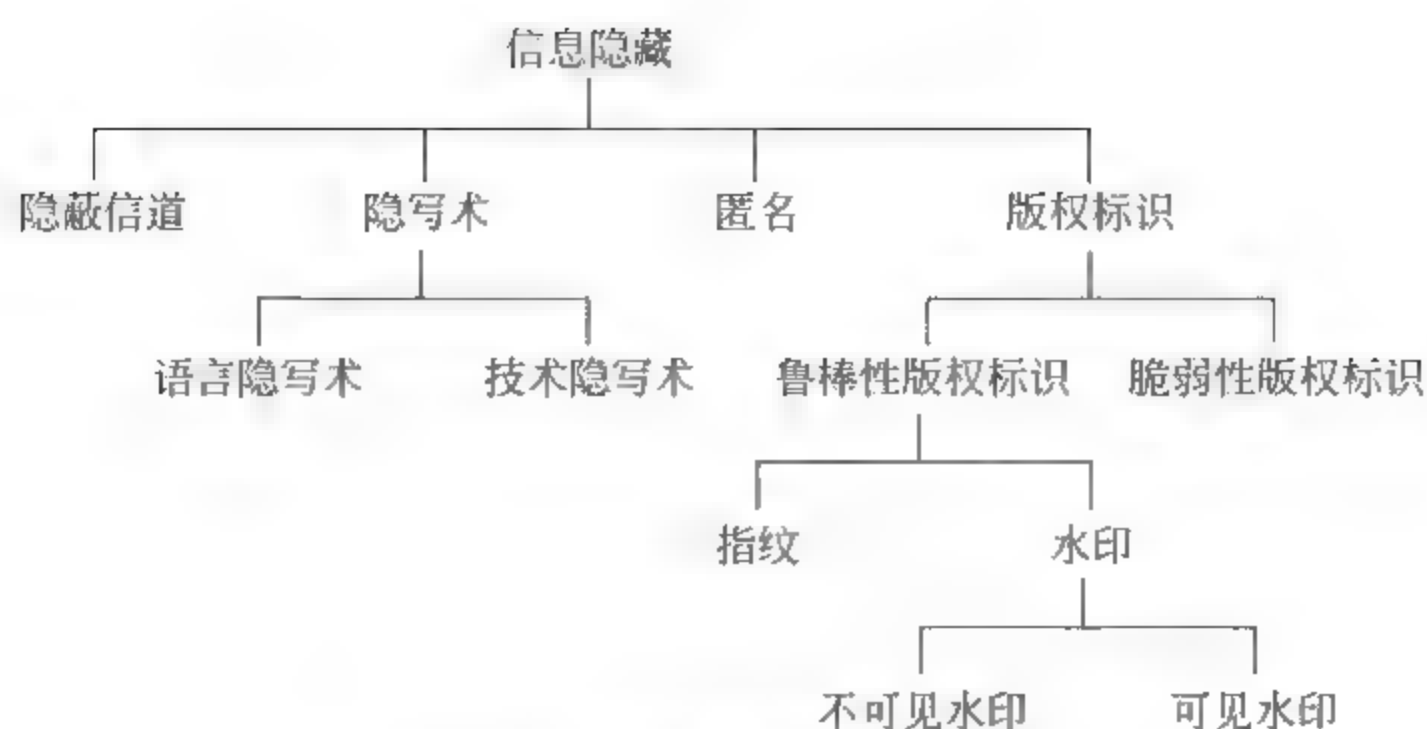 信息隐藏
隐蔽信道 隐写术 匿名 版权标识
语言隐写术 技术隐写术 鲁棒性版权标识 脆弱性版权标识
指纹 水印
不可见水印 可见水印